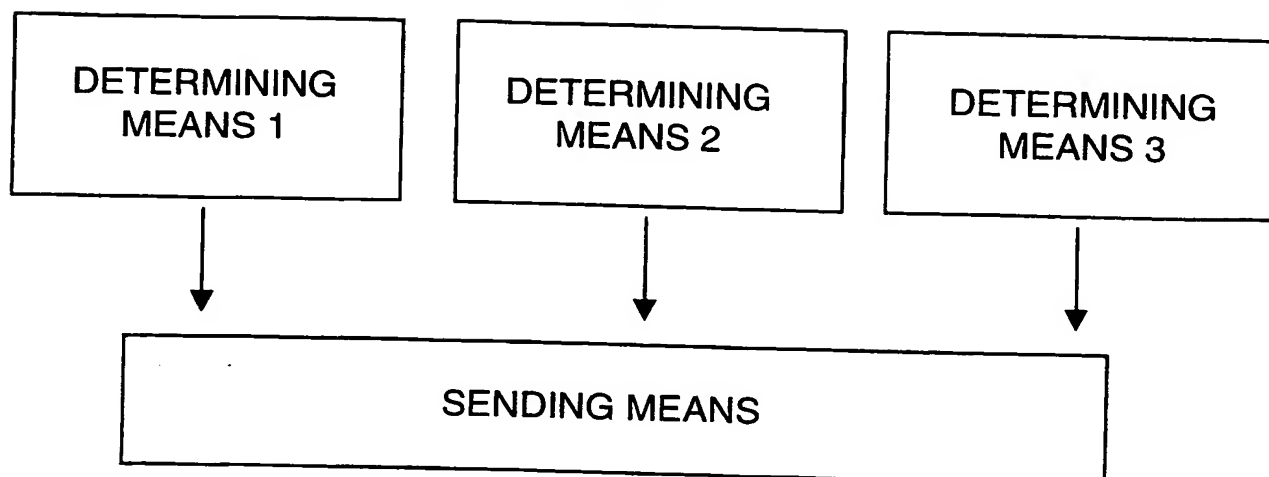 DETERMINING
MEANS 1
DETERMINING
MEANS 2
DETERMINING
MEANS 3
SENDING MEANS